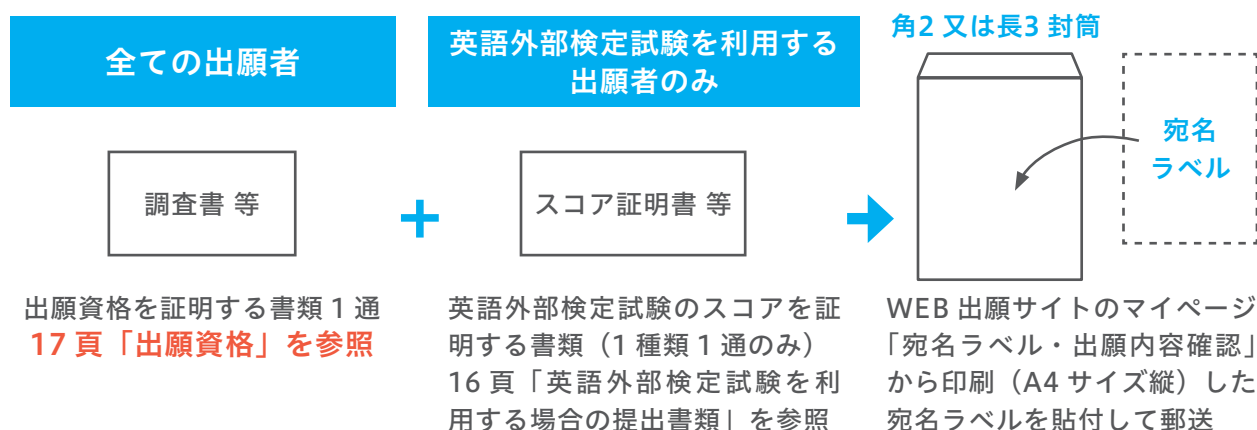 全ての出願者
調査書 等
出願資格を証明する書類 1 通
17 頁「出願資格」を参照
+
英語外部検定試験を利用する
出願者のみ
スコア証明書 等
英語外部検定試験のスコアを証
明する書類（1 種類 1 通のみ）
16 頁「英語外部検定試験を利
用する場合の提出書類」を参照
角2 又は長3 封筒
宛名
ラベル
WEB 出願サイトのマイページ
「宛名ラベル・出願内容確認」
から印刷（A4 サイズ縦）した
宛名ラベルを貼付して郵送